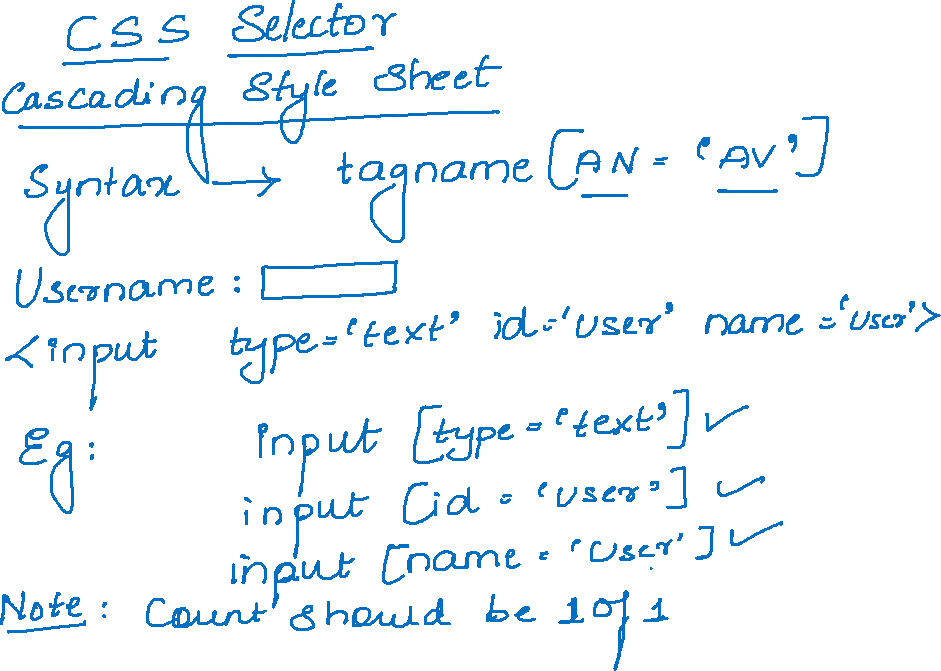 CSS Selector
Cascading Style Sheet
Syntax → tagname [AN = 'AV']
Username :
<input type='text' id='user' name='user'>
Eg: input [type='text'] ✓
input [id = 'user'] ✓
input [name = 'user'] ✓
Note: Count should be 1 of 1